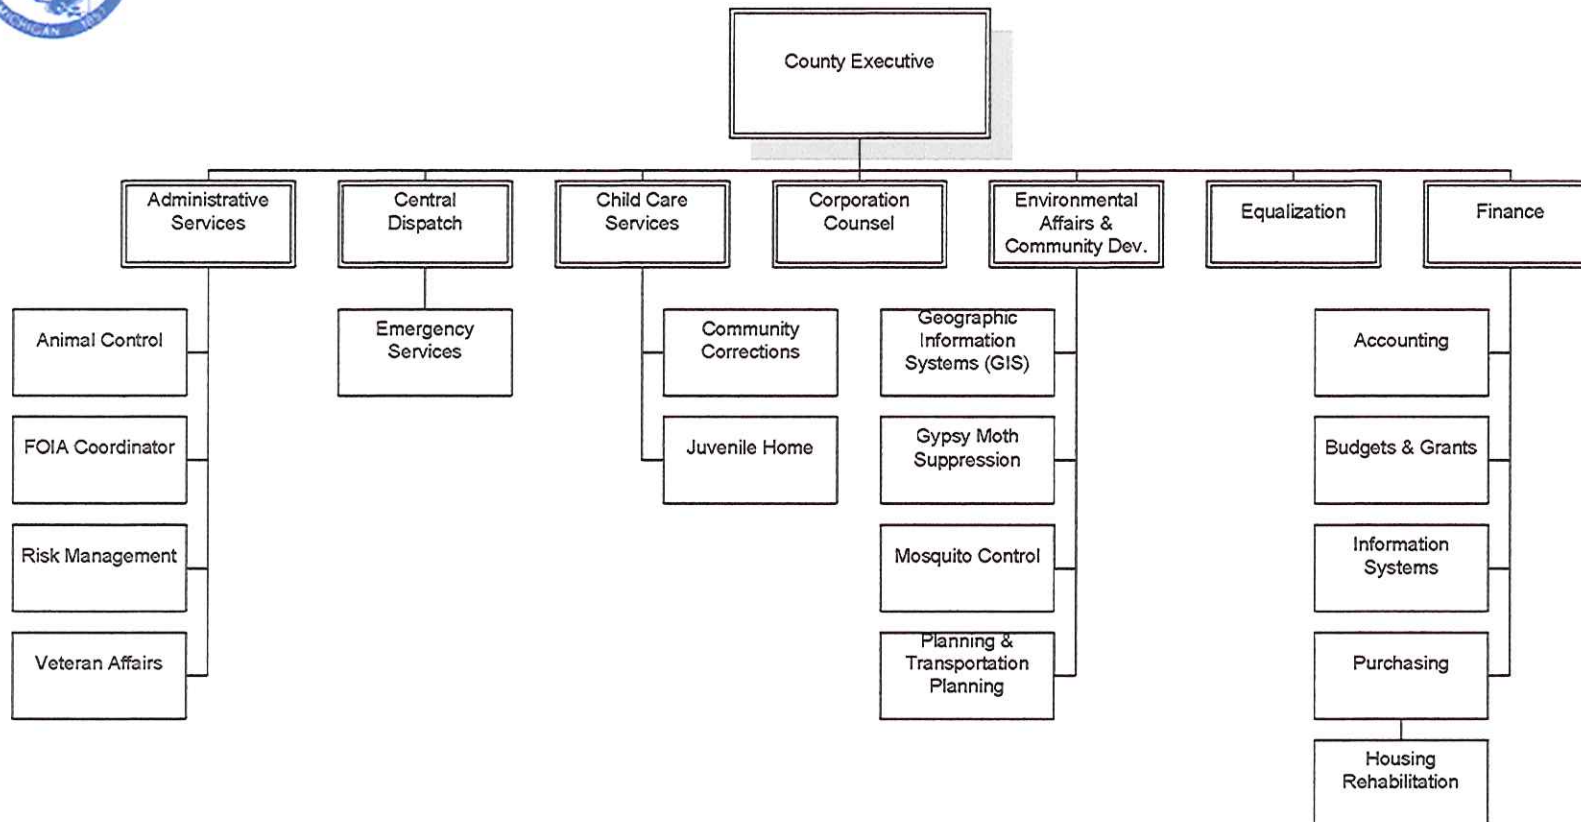 MICHIGAN 1857
County Executive
Administrative
Services
Central
Dispatch
Child Care
Services
Corporation
Counsel
Environmental
Affairs &
Community Dev.
Equalization
Finance
Animal Control
FOIA Coordinator
Risk Management
Veteran Affairs
Emergency
Services
Community
Corrections
Juvenile Home
Geographic
Information
Systems (GIS)
Gypsy Moth
Suppression
Mosquito Control
Planning &
Transportation
Planning
Accounting
Budgets & Grants
Information
Systems
Purchasing
Housing
Rehabilitation